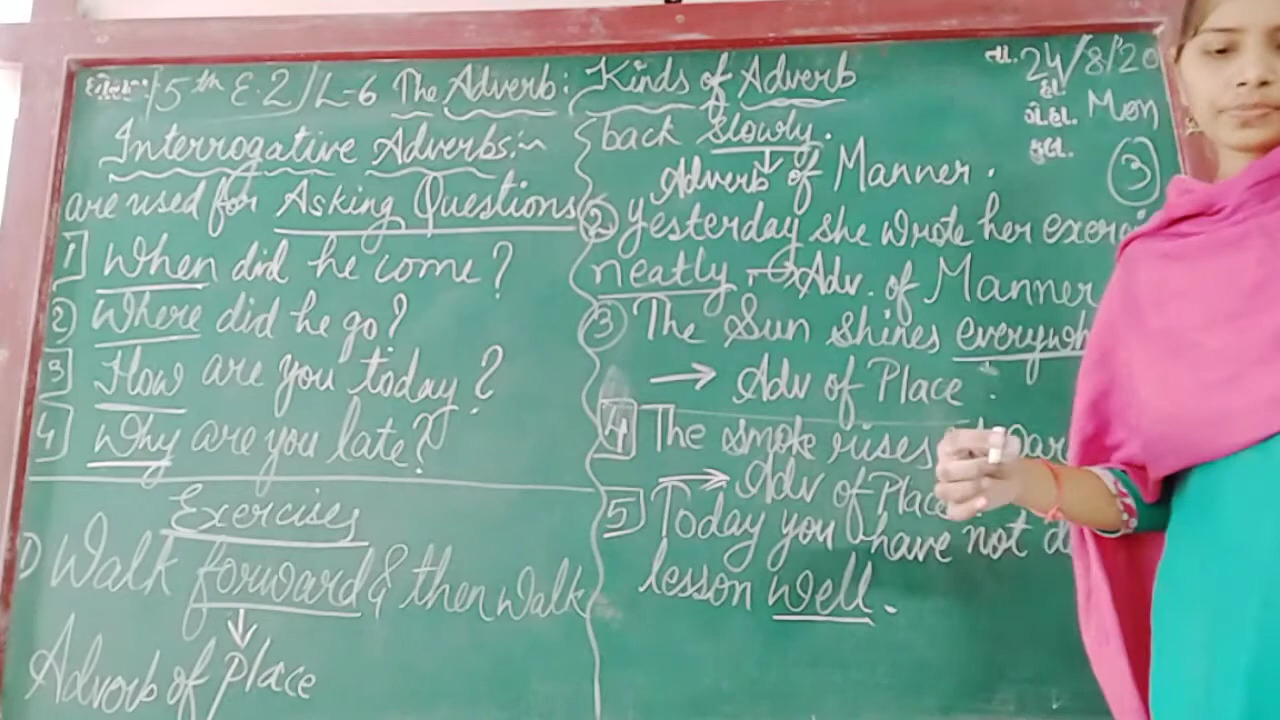 5th E.2 / L-6 The Adverb: Kinds of Adverb
Interrogative Adverbs:~
are used for Asking Questions
1] When did he come?
2) Where did he go?
3] How are you today?
4] Why are you late?
Exercises
1) Walk forward & then walk
Adverb of place
back slowly.
Adverb of Manner.
② yesterday she wrote her
neatly → Adv. of Manner
③ The Sun shines
→ Adv of Place.
4 The smoke rises
→ Adv of Place
5 Today you have not
lesson well.
તા. 24/8/20
હા.
ગે.હા. Mon
કુલ.
③